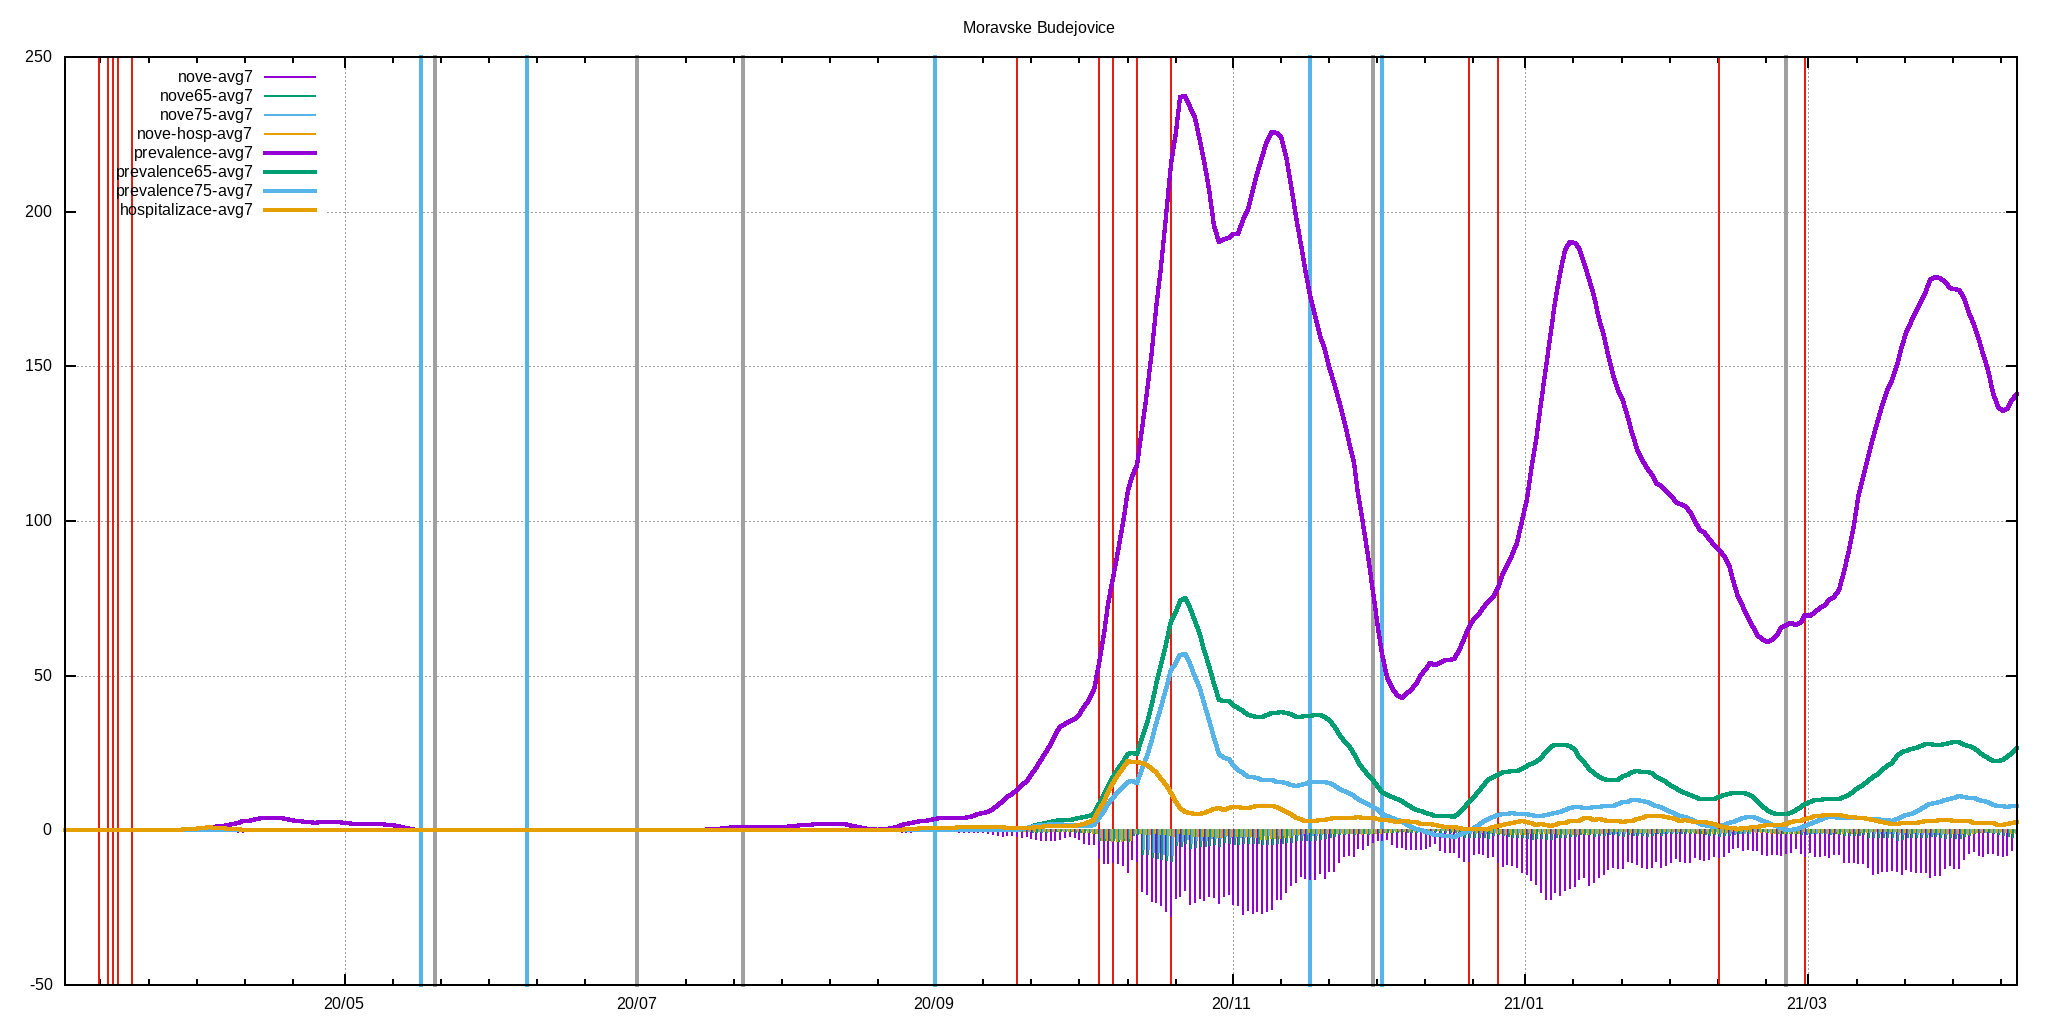 Moravske Budejovice
250
200
150
100
50
0
-50
nove-avg7
nove65-avg7
nove75-avg7
nove-hosp-avg7
prevalence-avg7
prevalence65-avg7
prevalence75-avg7
hospitalizace-avg7
20/05
20/07
20/09
20/11
21/01
21/03